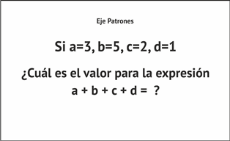 Eje Patrones
Si a=3, b=5, c=2, d=1
¿Cuál es el valor para la expresión
a + b + c + d = ?